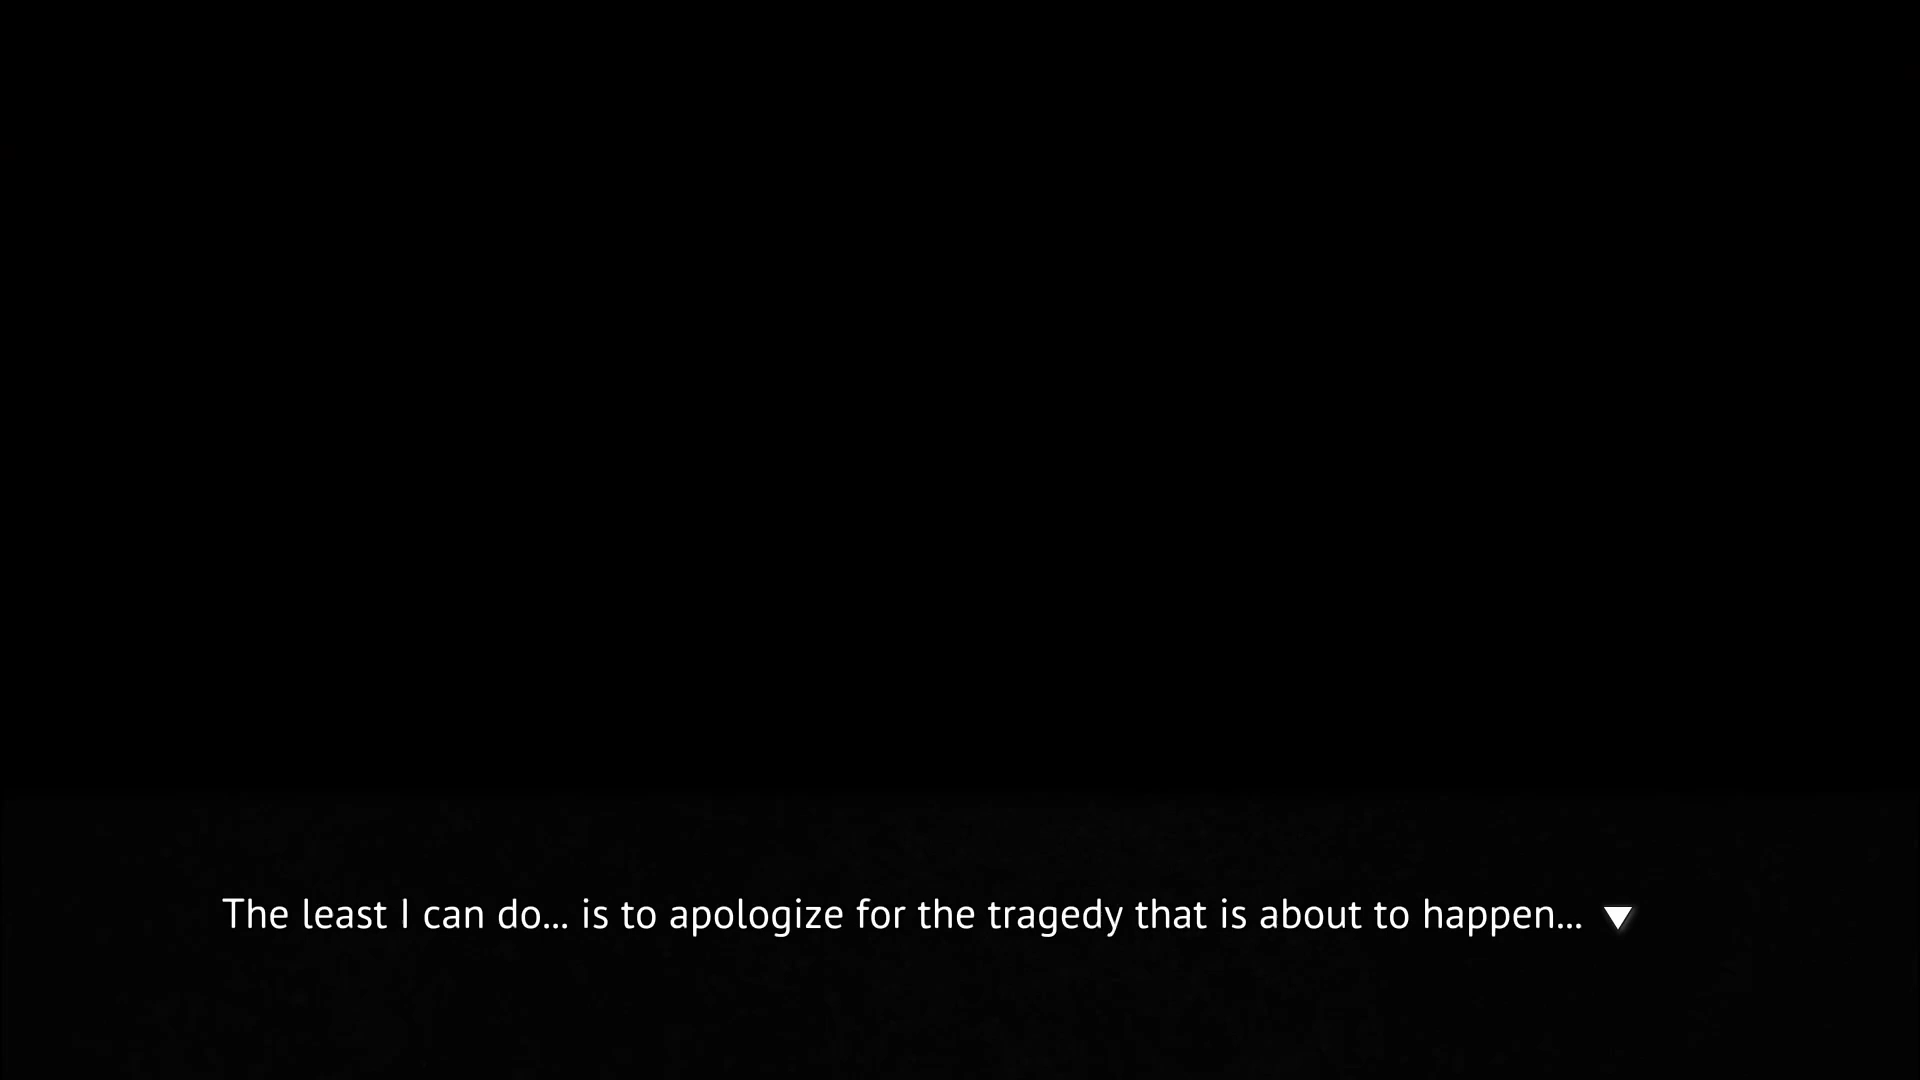 The least I can do... is to apologize for the tragedy that is about to happen...